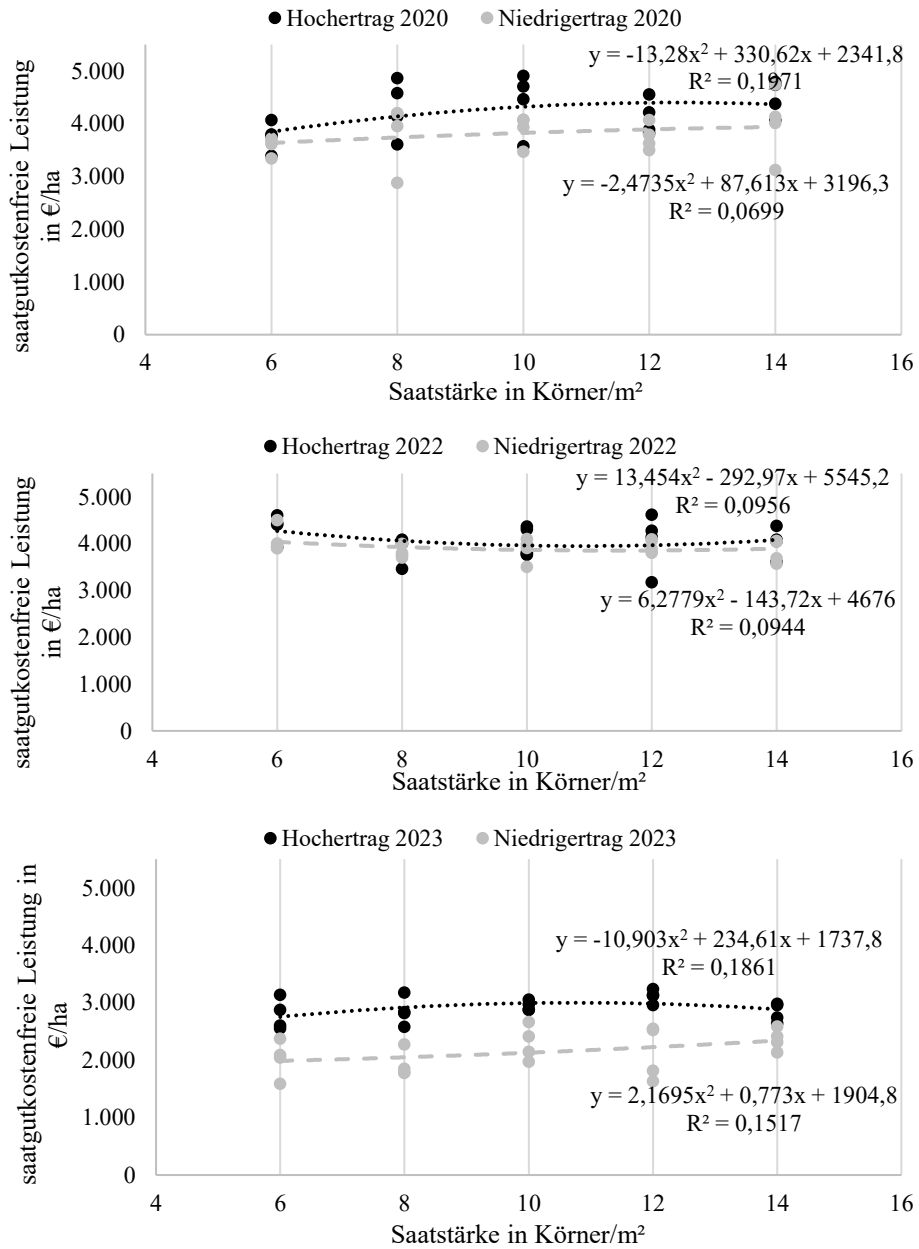 Hochertrag 2020 Niedrigertrag 2020
saatgutkostenfreie Leistung
in €/ha
5.000
4.000
3.000
2.000
1.000
0
y = -13,28x² + 330,62x + 2341,8
R² = 0,1971
y = -2,4735x² + 87,613x + 3196,3
R² = 0,0699
4 6 8 10 12 14 16
Saatstärke in Körner/m²
Hochertrag 2022 Niedrigertrag 2022
saatgutkostenfreie Leistung
in €/ha
5.000
4.000
3.000
2.000
1.000
0
y = 13,454x² - 292,97x + 5545,2
R² = 0,0956
y = 6,2779x² - 143,72x + 4676
R² = 0,0944
4 6 8 10 12 14 16
Saatstärke in Körner/m²
Hochertrag 2023 Niedrigertrag 2023
saatgutkostenfreie Leistung in
€/ha
5.000
4.000
3.000
2.000
1.000
0
y = -10,903x² + 234,61x + 1737,8
R² = 0,1861
y = 2,1695x² + 0,773x + 1904,8
R² = 0,1517
4 6 8 10 12 14 16
Saatstärke in Körner/m²